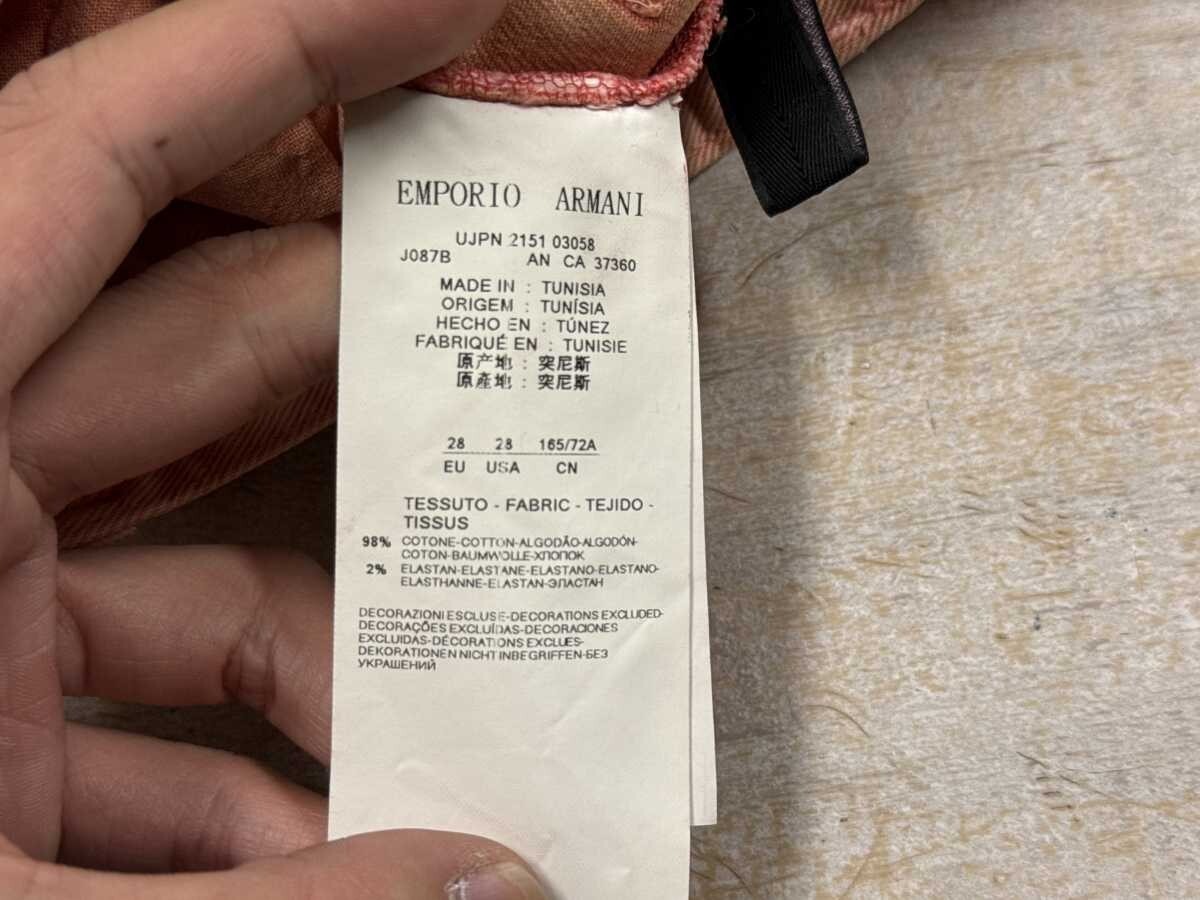 EMPORIO ARMANI
UJPN 2151 03058
J087B AN CA 37360
MADE IN : TUNISIA
ORIGEM : TUNÍSIA
HECHO EN : TÚNEZ
FABRIQUÉ EN : TUNISIE
原产地 : 突尼斯
原產地 : 突尼斯
28 28 165/72A
EU USA CN
TESSUTO - FABRIC - TEJIDO -
TISSUS
98% COTONE-COTTON-ALGODÃO-ALGODÓN-
COTON-BAUMWOLLE-ХЛОПОК
2% ELASTAN-ELASTANE-ELASTANO-ELASTANO-
ELASTHANNE-ELASTAN-ЭЛАСТАН
DECORAZIONI ESCLUSE-DECORATIONS EXCLUDED-
DECORAÇÕES EXCLUÍDAS-DECORACIONES
EXCLUIDAS-DÉCORATIONS EXCLUES-
DEKORATIONEN NICHT INBEGRIFFEN-БЕЗ
УКРАШЕНИЙ